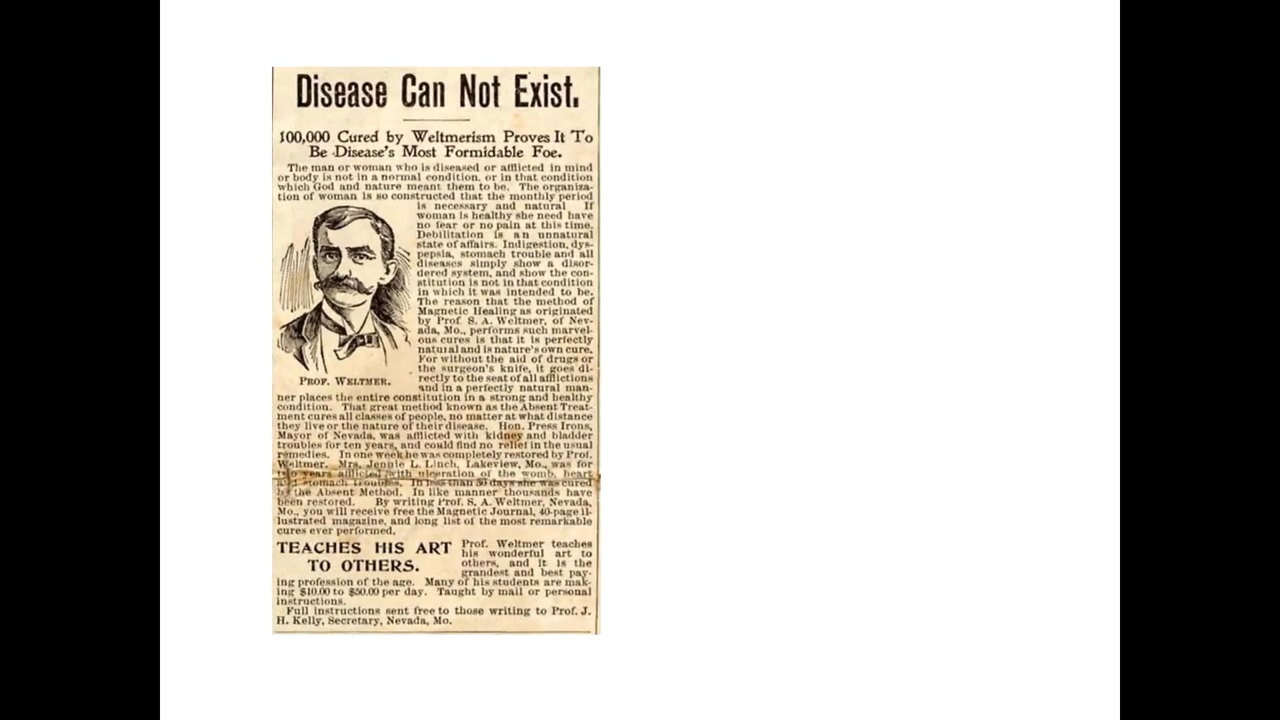 Disease Can Not Exist.
100,000 Cured by Weltmerism Proves It To
Be Disease's Most Formidable Foe.
The man or woman who is diseased or afflicted in mind
or body is not in a normal condition, or in that condition
which God and nature meant them to be. The organiza-
tion of woman is so constructed that the monthly period
is necessary and natural If
woman is healthy she need have
no fear or no pain at this time.
Debilitation is an unnatural
state of affairs. Indigestion, dys-
pepsia, stomach trouble and all
diseases simply show a disor-
dered system, and show the con-
stitution is not in that condition
in which it was intended to be.
The reason that the method of
Magnetic Healing as originated
by Prof. S. A. Weltmer, of Nev-
ada, Mo., performs such marvel-
ous cures is that it is perfectly
natural and is nature's own cure.
For without the aid of drugs or
the surgeon's knife, it goes di-
rectly to the seat of all afflictions
and in a perfectly natural man-
PROF. WELTMER.
ner places the entire constitution in a strong and healthy
condition. That great method known as the Absent Treat-
ment cures all classes of people, no matter at what distance
they live or the nature of their disease. Hon. Press Irons,
Mayor of Nevada, was afflicted with kidney and bladder
troubles for ten years, and could find no relief in the usual
remedies. In one week he was completely restored by Prof.
Weltmer. Mrs. Jennie L. Linch, Lakeview, Mo., was for
two years afflicted with ulceration of the womb, heart
and stomach troubles. In less than 30 days she was cured
by the Absent Method. In like manner thousands have
been restored. By writing Prof. S. A. Weltmer, Nevada,
Mo., you will receive free the Magnetic Journal, 40-page il-
lustrated magazine, and long list of the most remarkable
cures ever performed.
TEACHES HIS ART
TO OTHERS.
Prof. Weltmer teaches
his wonderful art to
others, and it is the
grandest and best pay-
ing profession of the age. Many of his students are mak-
ing $10.00 to $50.00 per day. Taught by mail or personal
instructions.
Full instructions sent free to those writing to Prof. J.
H. Kelly, Secretary, Nevada, Mo.